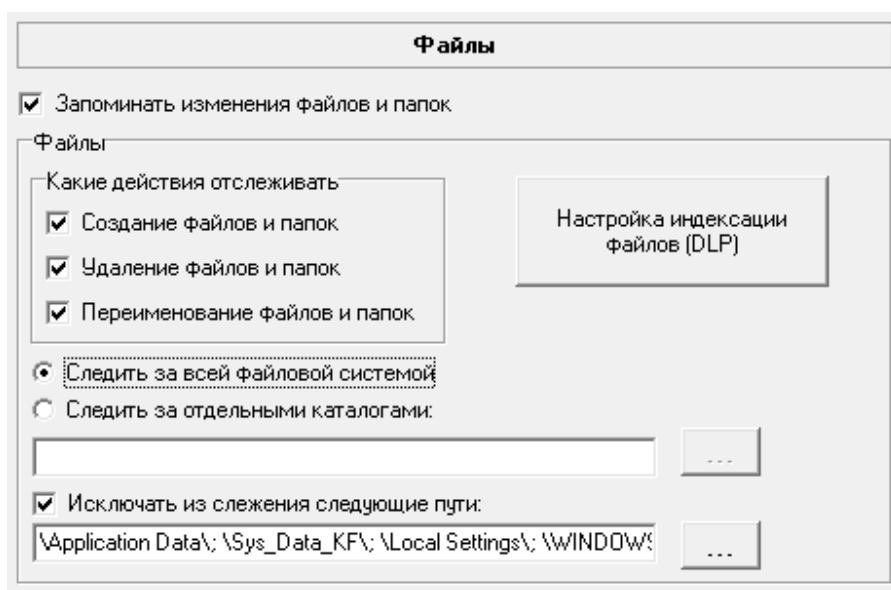 Файлы
Запоминать изменения файлов и папок
Файлы
Какие действия отслеживать
Создание файлов и папок
Удаление файлов и папок
Переименование файлов и папок
Настройка индексации
файлов (DLP)
Следить за всей файловой системой
Следить за отдельными каталогами:
...
Исключать из слежения следующие пути:
\Application Data\; \Sys_Data_KF\; \Local Settings\; \WINDOWS
...